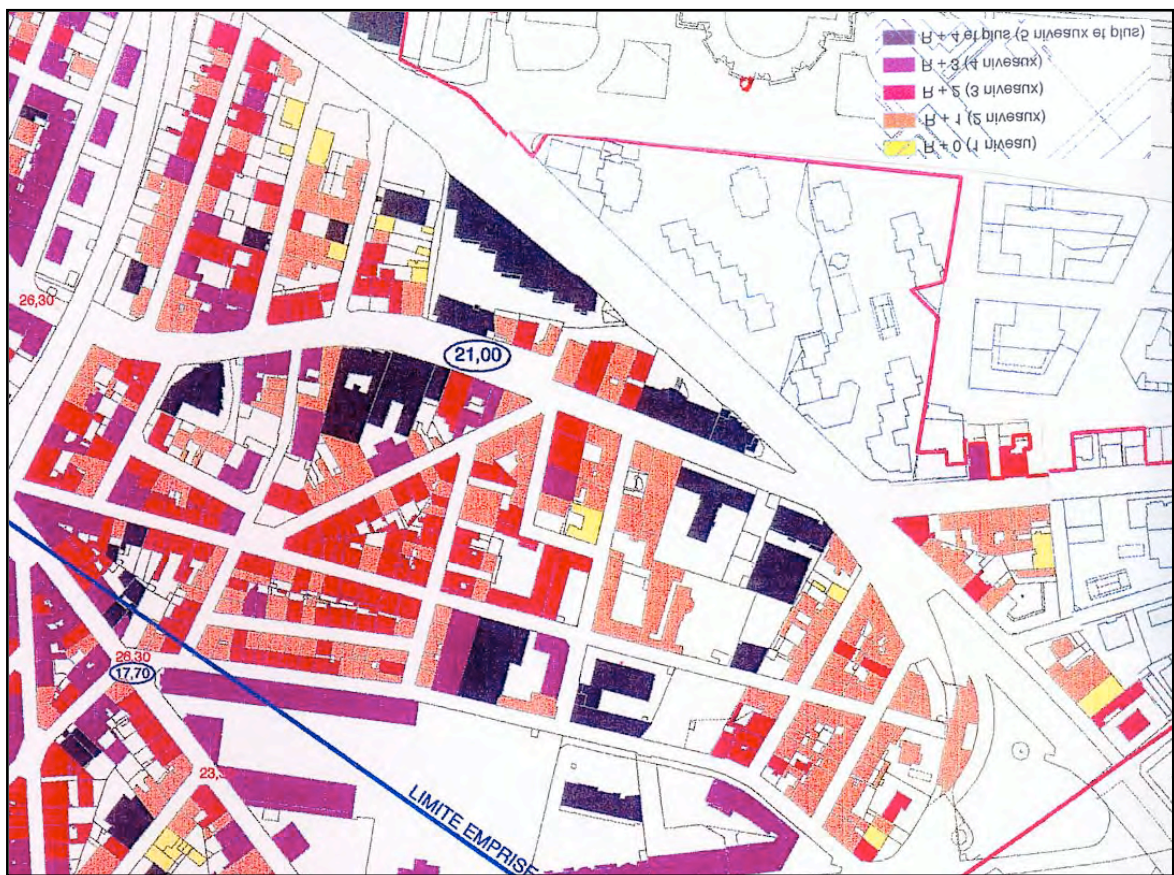 R + 4 et plus (5 niveaux et plus)
R + 3 (4 niveaux)
R + 2 (3 niveaux)
R + 1 (2 niveaux)
R + 0 (1 niveau)
26,30
21,00
26.30
17,70
23,
LIMITE EMPRISE